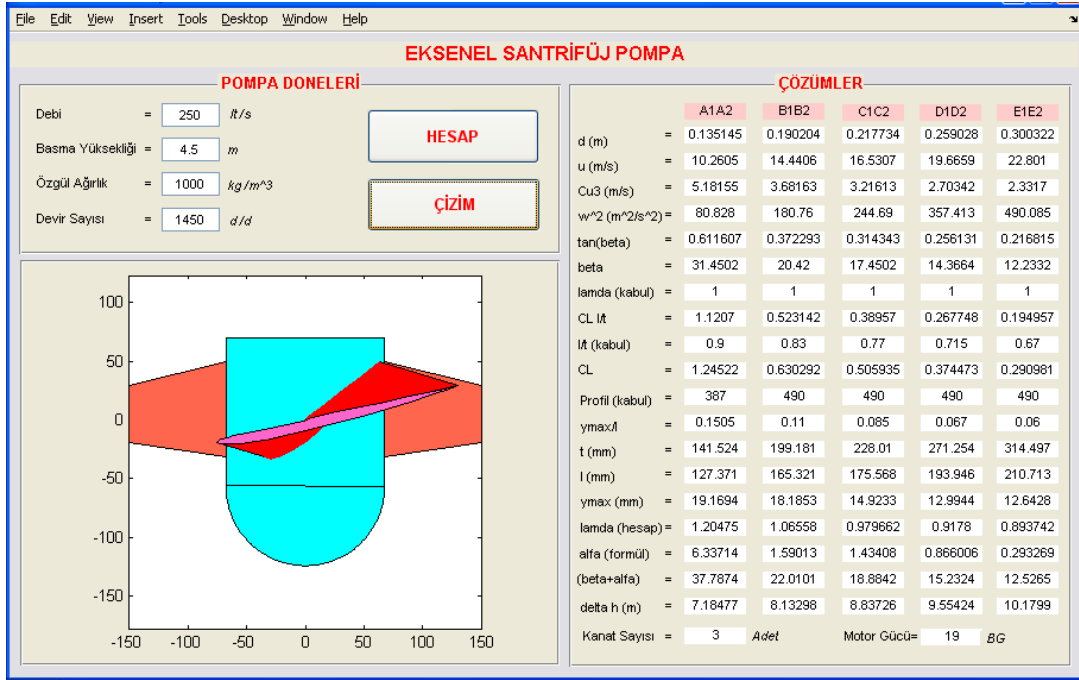 File Edit View Insert Tools Desktop Window Help
EKSENEL SANTRİFÜJ POMPA
POMPA DONELERİ
Debi = 250 lt/s
Basma Yüksekliği = 4.5 m
Özgül Ağırlık = 1000 kg/m^3
Devir Sayısı = 1450 d/d
HESAP
ÇİZİM
100
50
0
-50
-100
-150
-150 -100 -50 0 50 100 150
ÇÖZÜMLER
A1A2 B1B2 C1C2 D1D2 E1E2
d (m) = 0.135145 0.190204 0.217734 0.259028 0.300322
u (m/s) = 10.2605 14.4406 16.5307 19.6659 22.801
Cu3 (m/s) = 5.18155 3.68163 3.21613 2.70342 2.3317
w^2 (m^2/s^2) = 80.828 180.76 244.69 357.413 490.085
tan(beta) = 0.611607 0.372293 0.314343 0.256131 0.216815
beta = 31.4502 20.42 17.4502 14.3664 12.2332
lamda (kabul) = 1 1 1 1 1
CL l/t = 1.1207 0.523142 0.38957 0.267748 0.194957
l/t (kabul) = 0.9 0.83 0.77 0.715 0.67
CL = 1.24522 0.630292 0.505935 0.374473 0.290981
Profil (kabul) = 387 490 490 490 490
ymax/l = 0.1505 0.11 0.085 0.067 0.06
t (mm) = 141.524 199.181 228.01 271.254 314.497
l (mm) = 127.371 165.321 175.568 193.946 210.713
ymax (mm) = 19.1694 18.1853 14.9233 12.9944 12.6428
lamda (hesap) = 1.20475 1.06558 0.979662 0.9178 0.893742
alfa (formül) = 6.33714 1.59013 1.43408 0.866006 0.293269
(beta+alfa) = 37.7874 22.0101 18.8842 15.2324 12.5265
delta h (m) = 7.18477 8.13298 8.83726 9.55424 10.1799
Kanat Sayısı = 3 Adet Motor Gücü= 19 BG